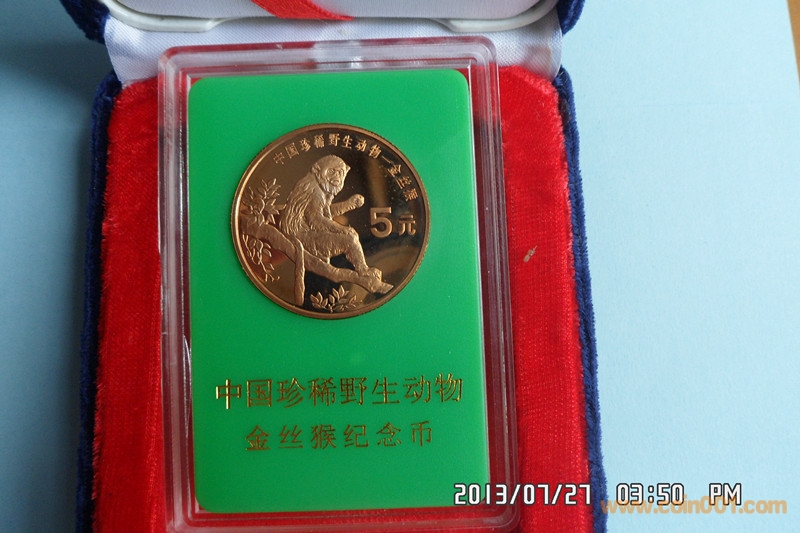 中国珍稀野生动物—金丝猴
5元
中国珍稀野生动物
金丝猴纪念币
2013/07/27 03:50 PM
www.coin001.com